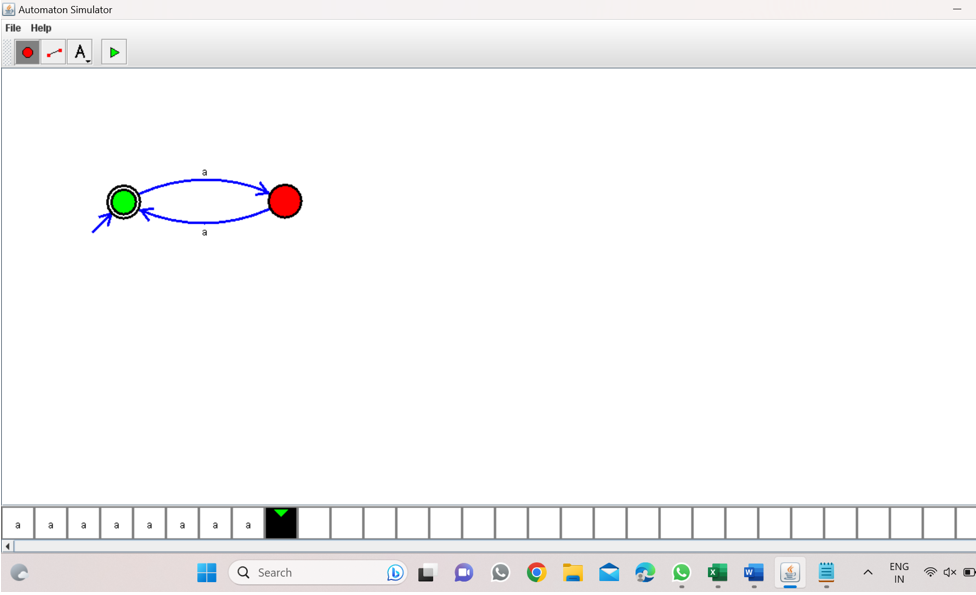 Automaton Simulator
File Help
A
a
a
a a a a a a a a
Search
ENG
IN